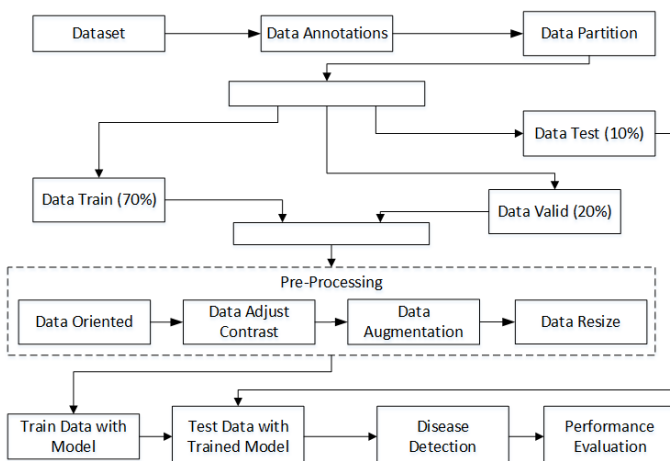 Dataset
Data Annotations
Data Partition
Data Test (10%)
Data Train (70%)
Data Valid (20%)
Pre-Processing
Data Oriented
Data Adjust
Contrast
Data
Augmentation
Data Resize
Train Data with
Model
Test Data with
Trained Model
Disease
Detection
Performance
Evaluation